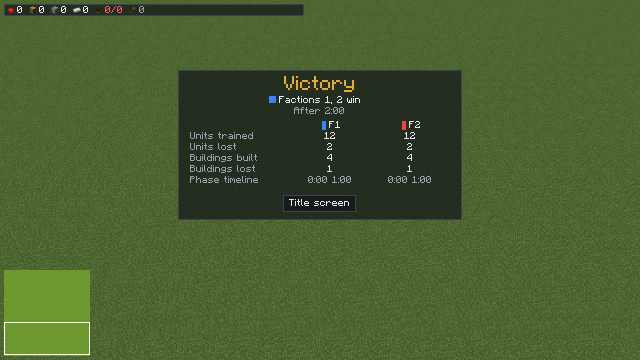 0 0 0 0 0/0 0
Victory
Factions 1, 2 win
After 2:00
F1 F2
Units trained 12 12
Units lost 2 2
Buildings built 4 4
Buildings lost 1 1
Phase timeline 0:00 1:00 0:00 1:00
Title screen